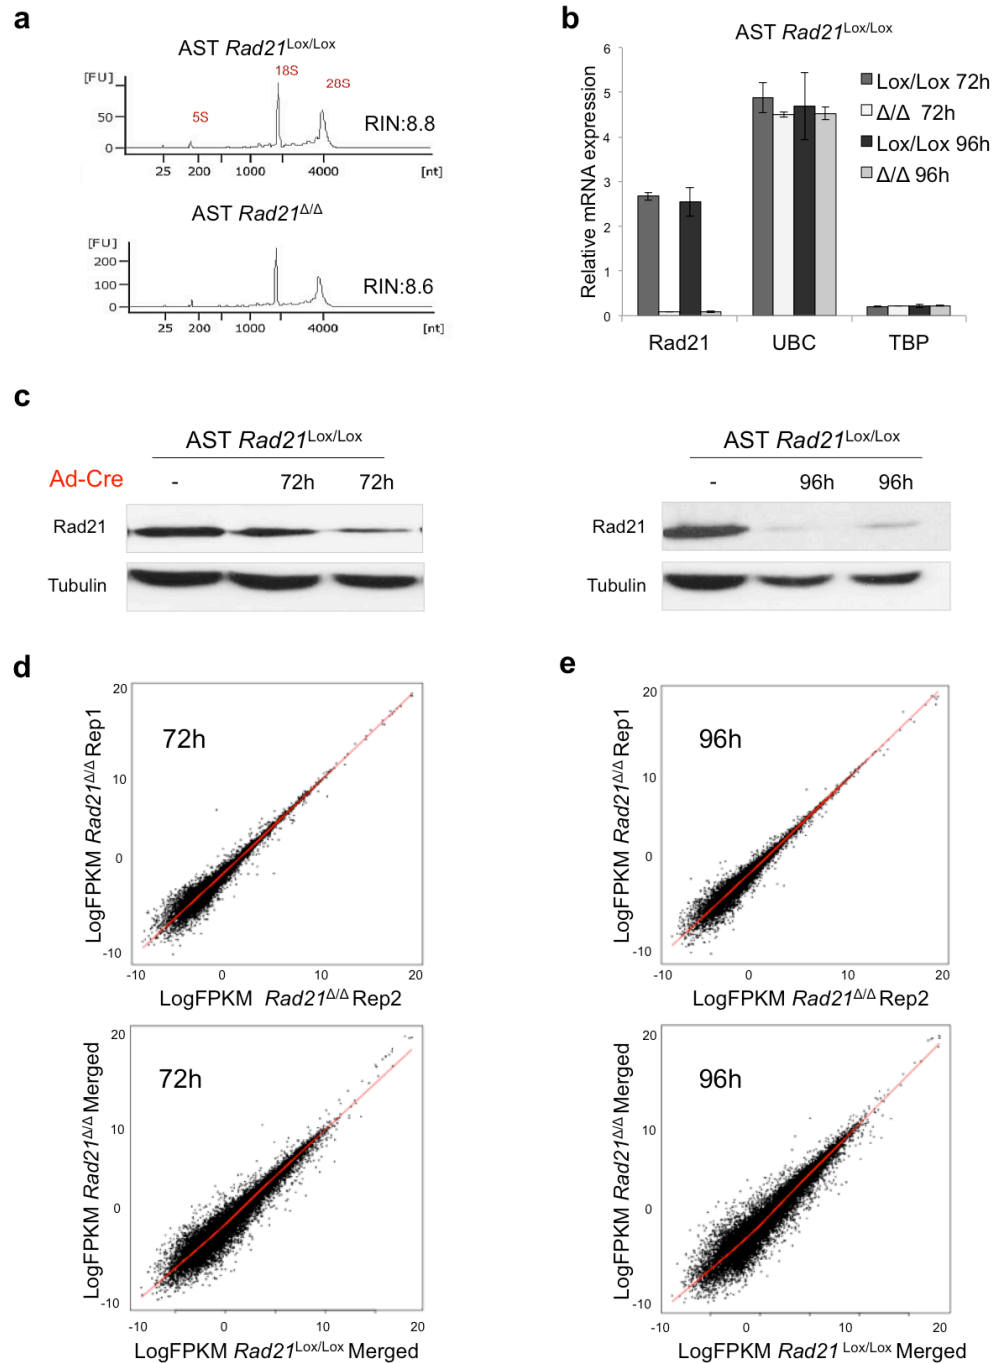 a
AST Rad21Lox/Lox
[FU]
18S
28S
5S
50
0
RIN:8.8
25 200 1000 4000 [nt]
AST Rad21Δ/Δ
[FU]
200
100
0
RIN:8.6
25 200 1000 4000 [nt]
b
AST Rad21Lox/Lox
Relative mRNA expression
6
5
4
3
2
1
0
Lox/Lox 72h
Δ/Δ 72h
Lox/Lox 96h
Δ/Δ 96h
Rad21 UBC TBP
c
AST Rad21Lox/Lox
Ad-Cre - 72h 72h
Rad21
Tubulin
AST Rad21Lox/Lox
- 96h 96h
Rad21
Tubulin
d
72h
LogFPKM Rad21Δ/Δ Rep1
20
10
0
-10
-10 0 10 20
LogFPKM Rad21Δ/Δ Rep2
72h
LogFPKM Rad21Δ/Δ Merged
20
10
0
-10
-10 0 10 20
LogFPKM Rad21Lox/Lox Merged
e
96h
LogFPKM Rad21Δ/Δ Rep1
20
10
0
-10
-10 0 10 20
LogFPKM Rad21Δ/Δ Rep2
96h
LogFPKM Rad21Δ/Δ Merged
20
10
0
-10
-10 0 10 20
LogFPKM Rad21 Lox/Lox Merged